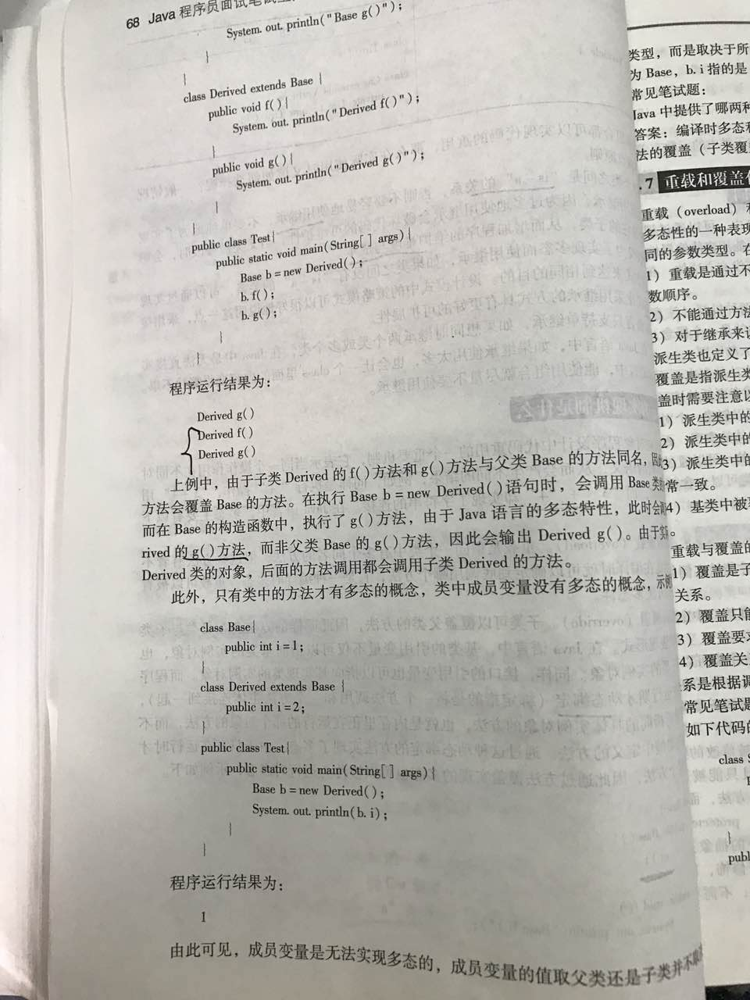 68 Java 程序员面试笔试
System. out. println("Base g()");
}
}
class Derived extends Base {
public void f(){
System. out. println("Derived f()");
}
public void g(){
System. out. println("Derived g()");
}
}
public class Test{
public static void main(String[] args){
Base b = new Derived();
b. f();
b. g();
}
}
程序运行结果为:
Derived g()
Derived f()
Derived g()
上例中，由于子类 Derived 的 f()方法和 g()方法与父类 Base 的方法同名，因此
方法会覆盖 Base 的方法。在执行 Base b = new Derived()语句时，会调用 Base 类的
而在 Base 的构造函数中，执行了 g()方法，由于 Java 语言的多态特性，此时会调
rived 的 g()方法，而非父类 Base 的 g()方法，因此会输出 Derived g()。由于实
Derived 类的对象，后面的方法调用都会调用子类 Derived 的方法。
此外，只有类中的方法才有多态的概念，类中成员变量没有多态的概念，示例
class Base{
public int i = 1;
}
class Derived extends Base {
public int i = 2;
}
public class Test{
public static void main(String[] args){
Base b = new Derived();
System. out. println(b. i);
}
}
程序运行结果为:
1
由此可见，成员变量是无法实现多态的，成员变量的值取父类还是子类并不取
类型，而是取决于所
为 Base，b. i 指的是
常见笔试题:
Java 中提供了哪两种
答案: 编译时多态和
法的覆盖（子类覆
.7 重载和覆盖
重载（overload）和
多态性的一种表现
同的参数类型。在
1）重载是通过不
数顺序。
2）不能通过方法
3）对于继承来说
派生类也定义了
覆盖是指派生类
盖时需要注意以
1）派生类中的
2）派生类中的
3）派生类中的
常一致。
4）基类中被
重载与覆盖的
1）覆盖是子
关系。
2）覆盖只能
3）覆盖要求
4）覆盖关
系是根据调
常见笔试题
如下代码的
class
}
publ